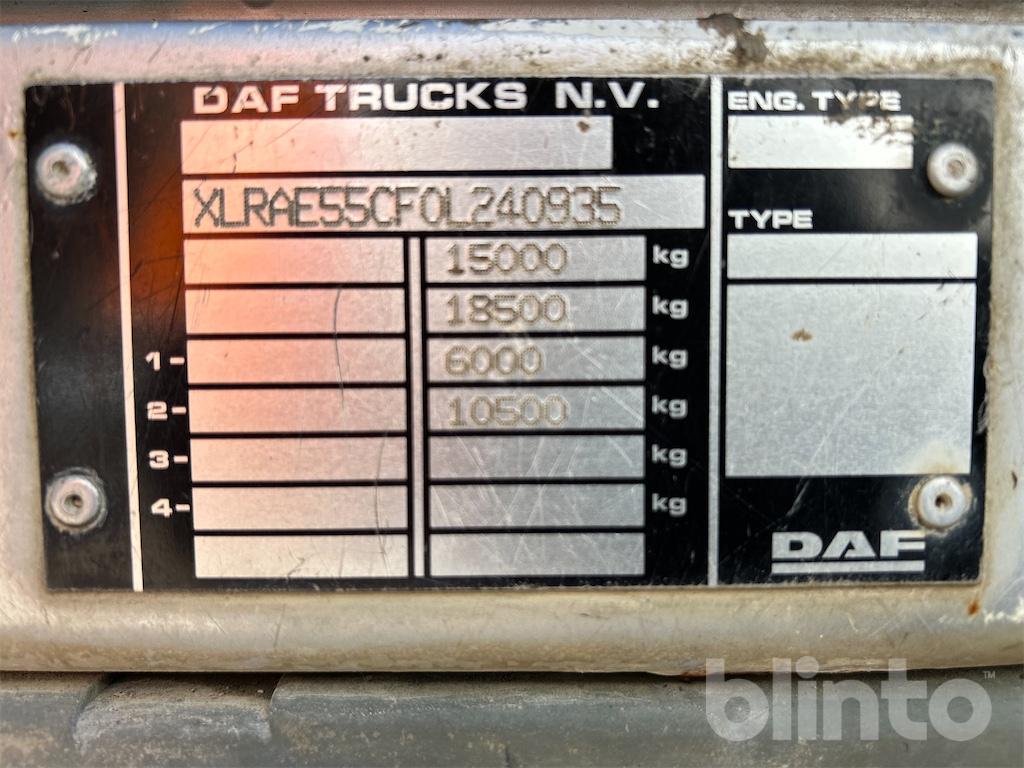 DAF TRUCKS N.V.
ENG. TYPE
XLRAE55CF0L240935
TYPE
15000 kg
18500 kg
1- 6000 kg
2- 10500 kg
3- kg
4- kg
DAF
blinto™